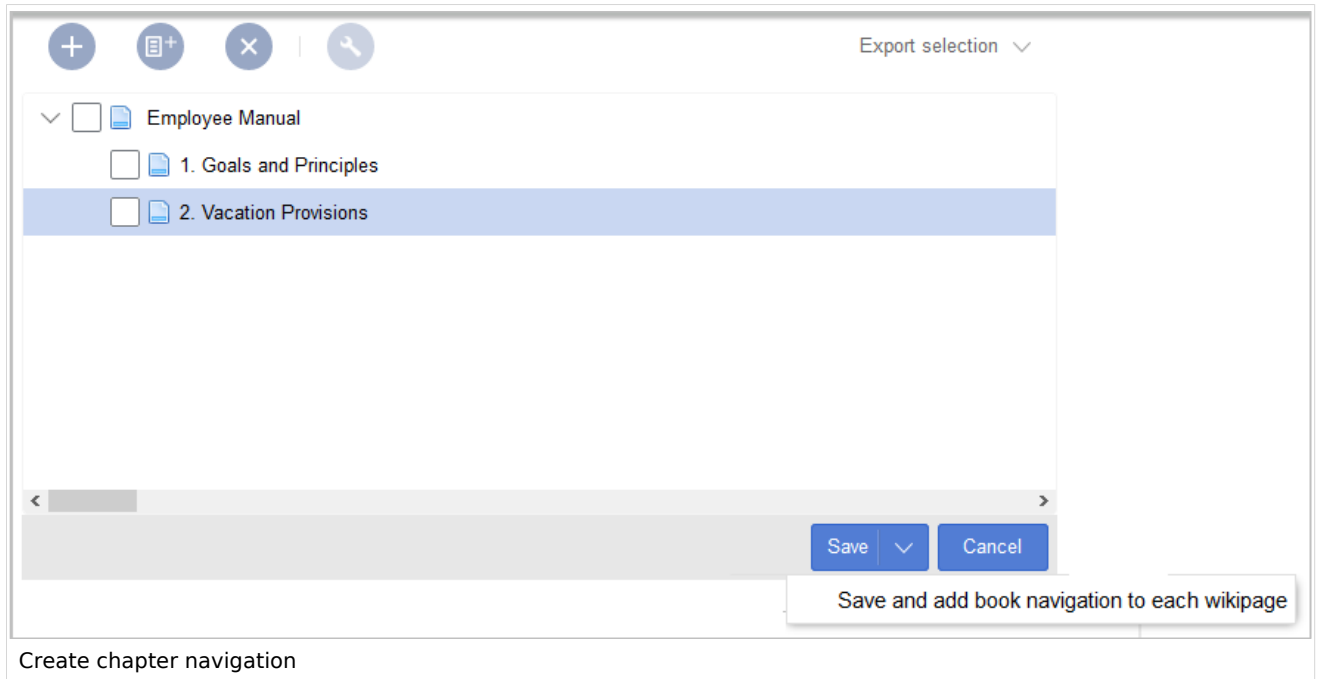 Export selection
Employee Manual
1. Goals and Principles
2. Vacation Provisions
Save
Cancel
Save and add book navigation to each wikipage
Create chapter navigation